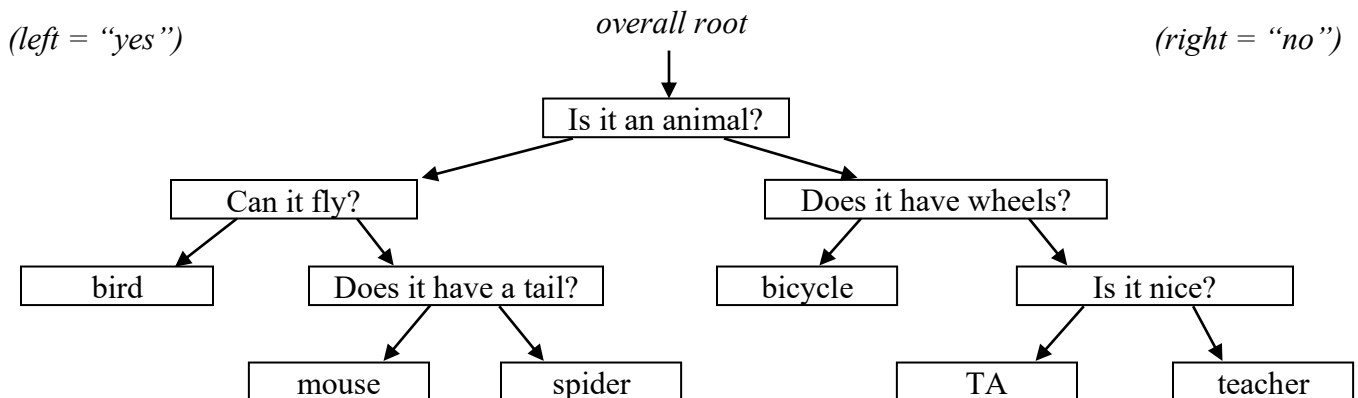 (left = “yes”)
overall root
(right = “no”)
Is it an animal?
Can it fly?
Does it have wheels?
bird
Does it have a tail?
bicycle
Is it nice?
mouse
spider
TA
teacher